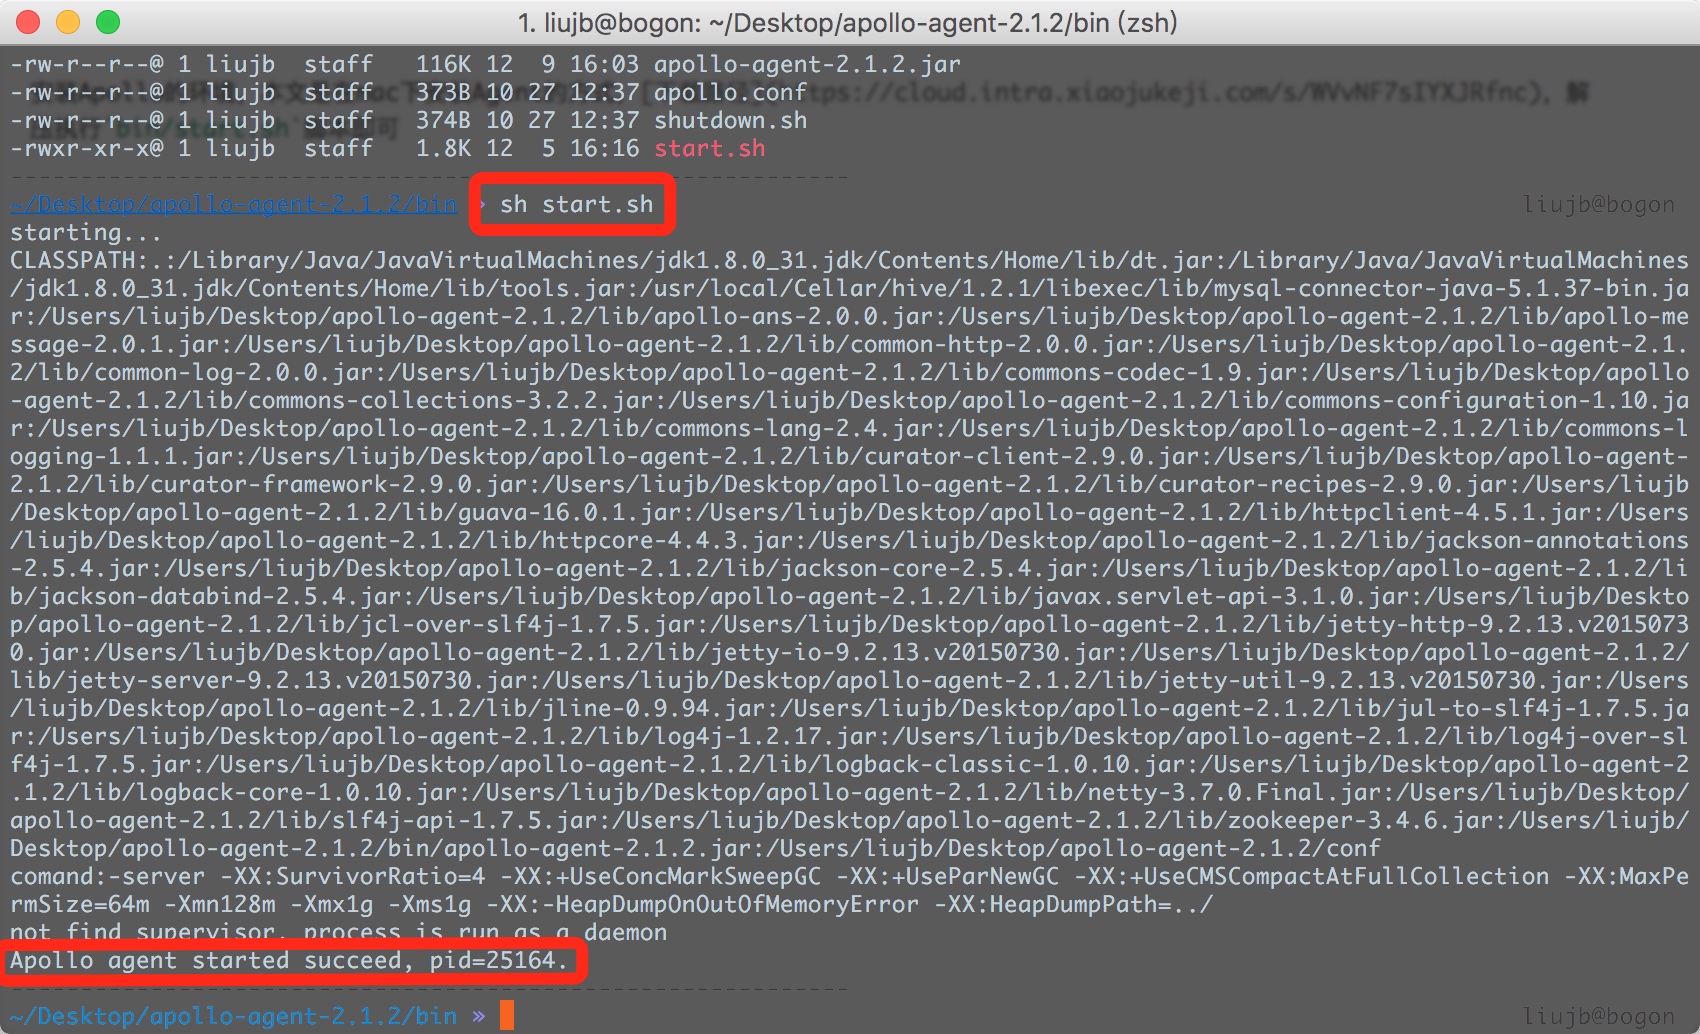 1. liujb@bogon: ~/Desktop/apollo-agent-2.1.2/bin (zsh)
-rw-r--r--@ 1 liujb  staff   116K 12  9 16:03 apollo-agent-2.1.2.jar
-rw-r--r--@ 1 liujb  staff   373B 10 27 12:37 apollo.conf
-rw-r--r--@ 1 liujb  staff   374B 10 27 12:37 shutdown.sh
-rwxr-xr-x@ 1 liujb  staff   1.8K 12  5 16:16 start.sh
~/Desktop/apollo-agent-2.1.2/bin » sh start.sh liujb@bogon
starting...
CLASSPATH:.:/Library/Java/JavaVirtualMachines/jdk1.8.0_31.jdk/Contents/Home/lib/dt.jar:/Library/Java/JavaVirtualMachines
/jdk1.8.0_31.jdk/Contents/Home/lib/tools.jar:/usr/local/Cellar/hive/1.2.1/libexec/lib/mysql-connector-java-5.1.37-bin.ja
r:/Users/liujb/Desktop/apollo-agent-2.1.2/lib/apollo-ans-2.0.0.jar:/Users/liujb/Desktop/apollo-agent-2.1.2/lib/apollo-me
ssage-2.0.1.jar:/Users/liujb/Desktop/apollo-agent-2.1.2/lib/common-http-2.0.0.jar:/Users/liujb/Desktop/apollo-agent-2.1.
2/lib/common-log-2.0.0.jar:/Users/liujb/Desktop/apollo-agent-2.1.2/lib/commons-codec-1.9.jar:/Users/liujb/Desktop/apollo
-agent-2.1.2/lib/commons-collections-3.2.2.jar:/Users/liujb/Desktop/apollo-agent-2.1.2/lib/commons-configuration-1.10.ja
r:/Users/liujb/Desktop/apollo-agent-2.1.2/lib/commons-lang-2.4.jar:/Users/liujb/Desktop/apollo-agent-2.1.2/lib/commons-l
ogging-1.1.1.jar:/Users/liujb/Desktop/apollo-agent-2.1.2/lib/curator-client-2.9.0.jar:/Users/liujb/Desktop/apollo-agent-
2.1.2/lib/curator-framework-2.9.0.jar:/Users/liujb/Desktop/apollo-agent-2.1.2/lib/curator-recipes-2.9.0.jar:/Users/liujb
/Desktop/apollo-agent-2.1.2/lib/guava-16.0.1.jar:/Users/liujb/Desktop/apollo-agent-2.1.2/lib/httpclient-4.5.1.jar:/Users
/liujb/Desktop/apollo-agent-2.1.2/lib/httpcore-4.4.3.jar:/Users/liujb/Desktop/apollo-agent-2.1.2/lib/jackson-annotations
-2.5.4.jar:/Users/liujb/Desktop/apollo-agent-2.1.2/lib/jackson-core-2.5.4.jar:/Users/liujb/Desktop/apollo-agent-2.1.2/li
b/jackson-databind-2.5.4.jar:/Users/liujb/Desktop/apollo-agent-2.1.2/lib/javax.servlet-api-3.1.0.jar:/Users/liujb/Deskto
p/apollo-agent-2.1.2/lib/jcl-over-slf4j-1.7.5.jar:/Users/liujb/Desktop/apollo-agent-2.1.2/lib/jetty-http-9.2.13.v2015073
0.jar:/Users/liujb/Desktop/apollo-agent-2.1.2/lib/jetty-io-9.2.13.v20150730.jar:/Users/liujb/Desktop/apollo-agent-2.1.2/
lib/jetty-server-9.2.13.v20150730.jar:/Users/liujb/Desktop/apollo-agent-2.1.2/lib/jetty-util-9.2.13.v20150730.jar:/Users
/liujb/Desktop/apollo-agent-2.1.2/lib/jline-0.9.94.jar:/Users/liujb/Desktop/apollo-agent-2.1.2/lib/jul-to-slf4j-1.7.5.ja
r:/Users/liujb/Desktop/apollo-agent-2.1.2/lib/log4j-1.2.17.jar:/Users/liujb/Desktop/apollo-agent-2.1.2/lib/log4j-over-sl
f4j-1.7.5.jar:/Users/liujb/Desktop/apollo-agent-2.1.2/lib/logback-classic-1.0.10.jar:/Users/liujb/Desktop/apollo-agent-2
.1.2/lib/logback-core-1.0.10.jar:/Users/liujb/Desktop/apollo-agent-2.1.2/lib/netty-3.7.0.Final.jar:/Users/liujb/Desktop/
apollo-agent-2.1.2/lib/slf4j-api-1.7.5.jar:/Users/liujb/Desktop/apollo-agent-2.1.2/lib/zookeeper-3.4.6.jar:/Users/liujb/
Desktop/apollo-agent-2.1.2/bin/apollo-agent-2.1.2.jar:/Users/liujb/Desktop/apollo-agent-2.1.2/conf
comand:-server -XX:SurvivorRatio=4 -XX:+UseConcMarkSweepGC -XX:+UseParNewGC -XX:+UseCMSCompactAtFullCollection -XX:MaxPe
rmSize=64m -Xmn128m -Xmx1g -Xms1g -XX:-HeapDumpOnOutOfMemoryError -XX:HeapDumpPath=../
not find supervisor, process is run as a daemon
Apollo agent started succeed, pid=25164.
~/Desktop/apollo-agent-2.1.2/bin » liujb@bogon